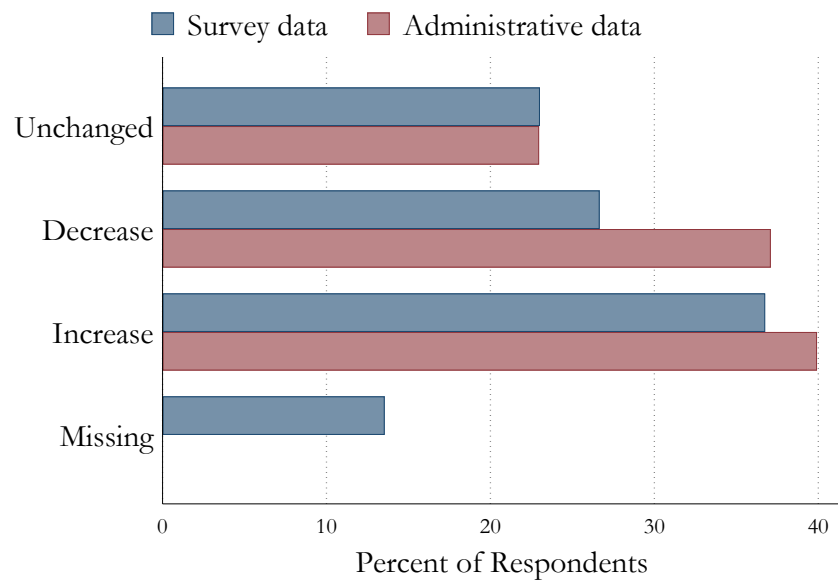 Survey data Administrative data
Unchanged
Decrease
Increase
Missing
0 10 20 30 40
Percent of Respondents